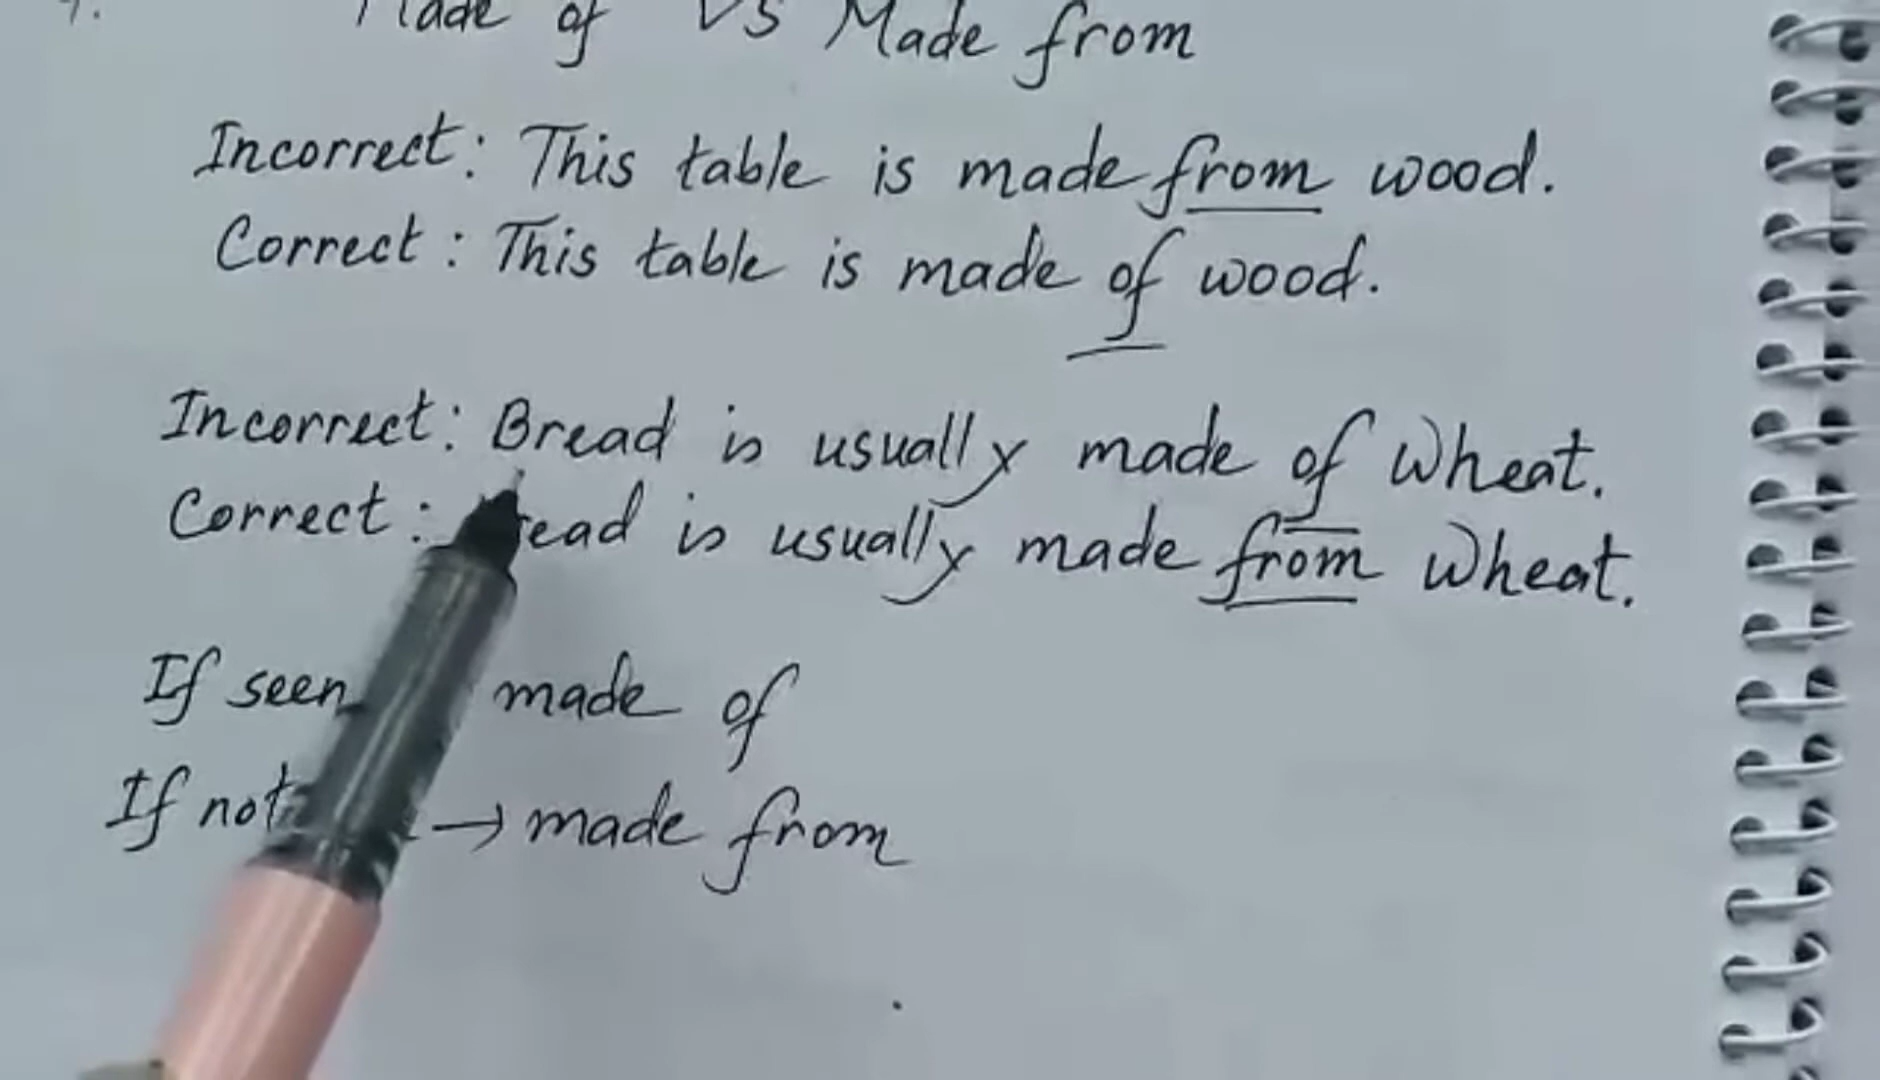 Made of VS Made from
Incorrect: This table is made from wood.
Correct: This table is made of wood.
Incorrect: Bread is usually made of wheat.
Correct: is usually made from wheat.
If seen made of
If not → made from